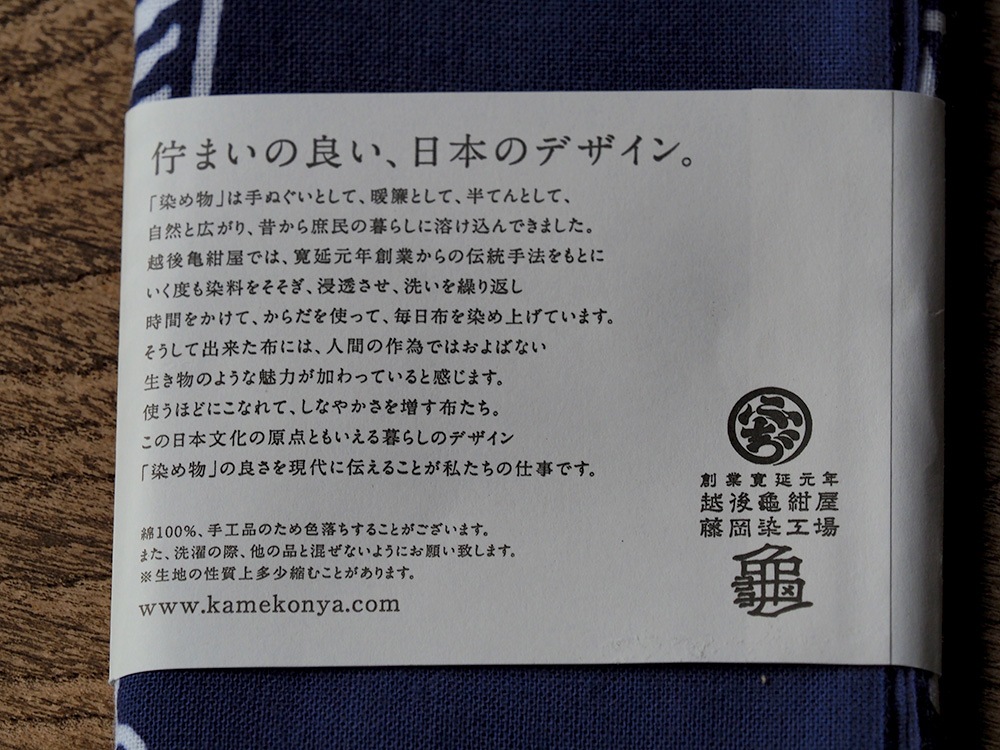 佇まいの良い、日本のデザイン。
「染め物」は手ぬぐいとして、暖簾として、半てんとして、
自然と広がり、昔から庶民の暮らしに溶け込んできました。
越後亀紺屋では、寛延元年創業からの伝統手法をもとに
いく度も染料をそそぎ、浸透させ、洗いを繰り返し
時間をかけて、からだを使って、毎日布を染め上げています。
そうして出来た布には、人間の作為ではおよばない
生き物のような魅力が加わっていると感じます。
使うほどにこなれて、しなやかさを増す布たち。
この日本文化の原点ともいえる暮らしのデザイン
「染め物」の良さを現代に伝えることが私たちの仕事です。
綿100%、手工品のため色落ちすることがございます。
また、洗濯の際、他の品と混ぜないようにお願い致します。
※生地の性質上多少縮むことがあります。
www.kamekonya.com
ふぢ
創業寛延元年
越後龜紺屋
藤岡染工場
龜